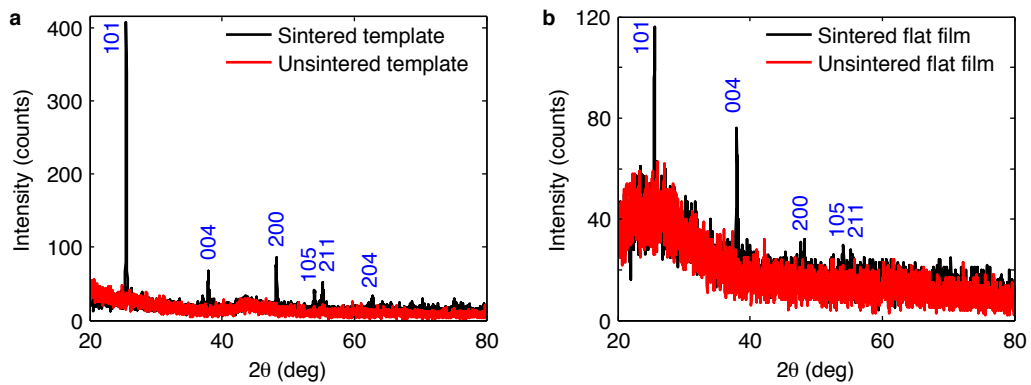 a
Sintered template
Unsintered template
101
004
200
105
211
204
400
300
200
100
0
Intensity (counts)
20
40
60
80
2θ (deg)
b
Sintered flat film
Unsintered flat film
101
004
200
105
211
120
80
40
0
Intensity (counts)
20
40
60
80
2θ (deg)